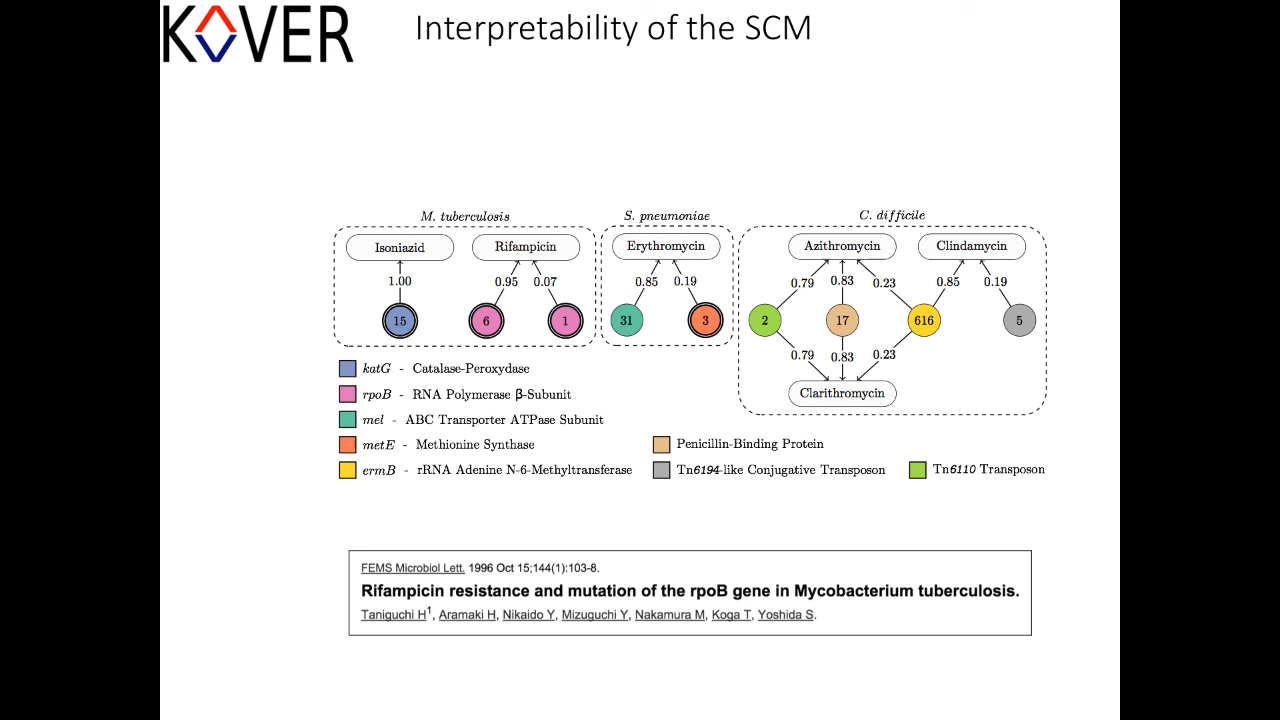 KOVER
Interpretability of the SCM
M. tuberculosis
S. pneumoniae
C. difficile
Isoniazid
Rifampicin
Erythromycin
Azithromycin
Clindamycin
1.00
0.95
0.07
0.85
0.19
0.79
0.83
0.23
0.85
0.19
15
6
1
31
3
2
17
616
5
0.79
0.83
0.23
Clarithromycin
katG - Catalase-Peroxydase
rpoB - RNA Polymerase β-Subunit
mel - ABC Transporter ATPase Subunit
metE - Methionine Synthase
Penicillin-Binding Protein
ermB - rRNA Adenine N-6-Methyltransferase
Tn6194-like Conjugative Transposon
Tn6110 Transposon
FEMS Microbiol Lett. 1996 Oct 15;144(1):103-8.
Rifampicin resistance and mutation of the rpoB gene in Mycobacterium tuberculosis.
Taniguchi H1, Aramaki H, Nikaido Y, Mizuguchi Y, Nakamura M, Koga T, Yoshida S.